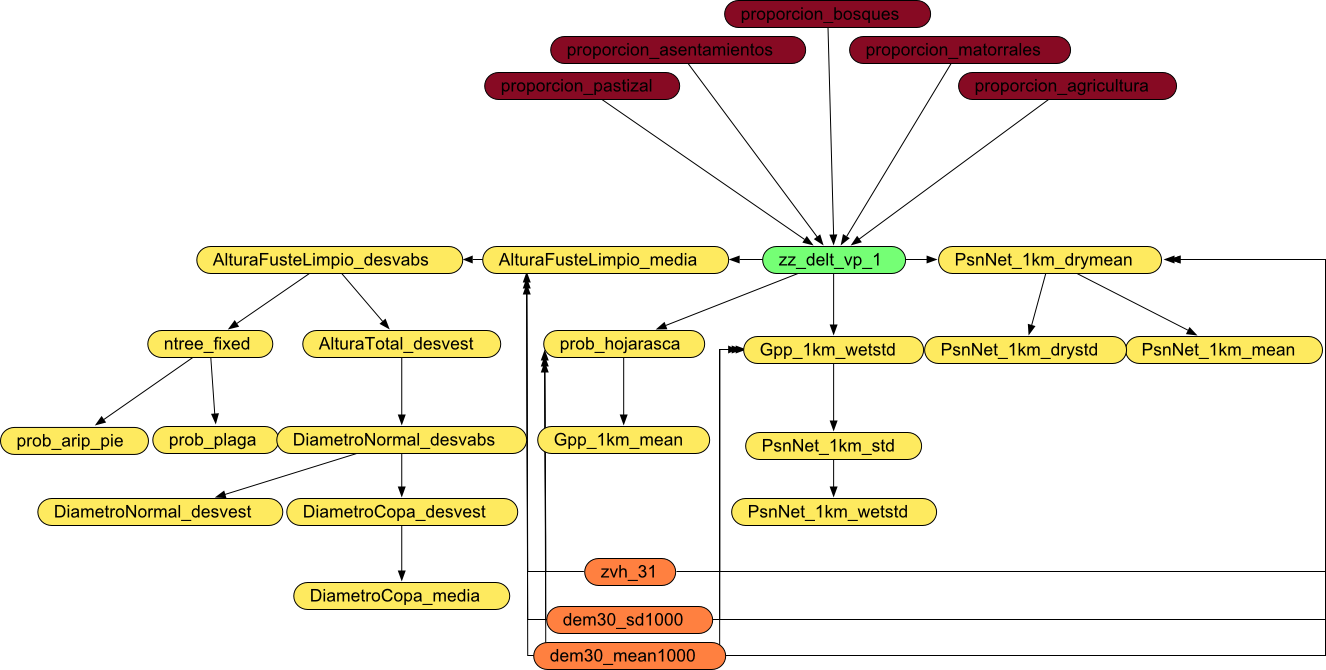 proporcion_bosques
proporcion_asentamientos
proporcion_matorrales
proporcion_pastizal
proporcion_agricultura
AlturaFusteLimpio_desvabs
AlturaFusteLimpio_media
zz_delt_vp_1
PsnNet_1km_drymean
ntree_fixed
AlturaTotal_desvest
prob_hojarasca
Gpp_1km_wetstd
PsnNet_1km_drystd
PsnNet_1km_mean
prob_arip_pie
prob_plaga
DiametroNormal_desvabs
Gpp_1km_mean
PsnNet_1km_std
DiametroNormal_desvest
DiametroCopa_desvest
PsnNet_1km_wetstd
zvh_31
DiametroCopa_media
dem30_sd1000
dem30_mean1000